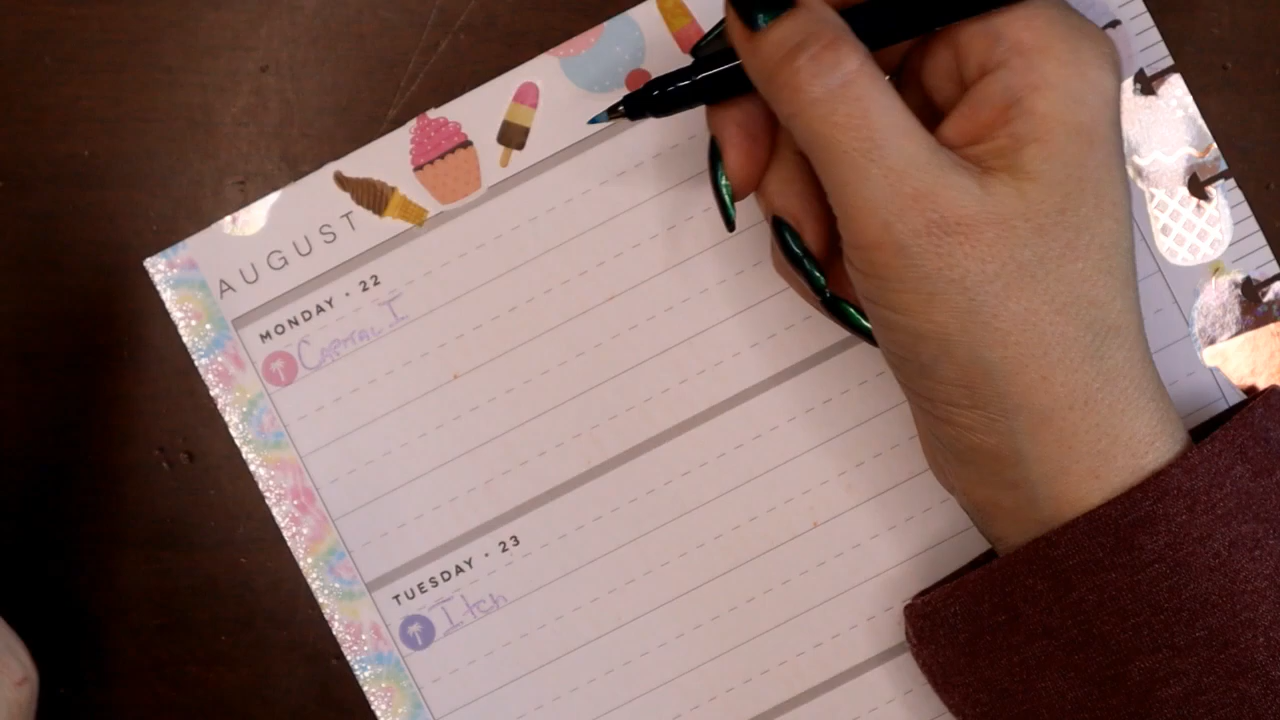 AUGUST
MONDAY · 22
CAPITAL I
TUESDAY · 23
Itch